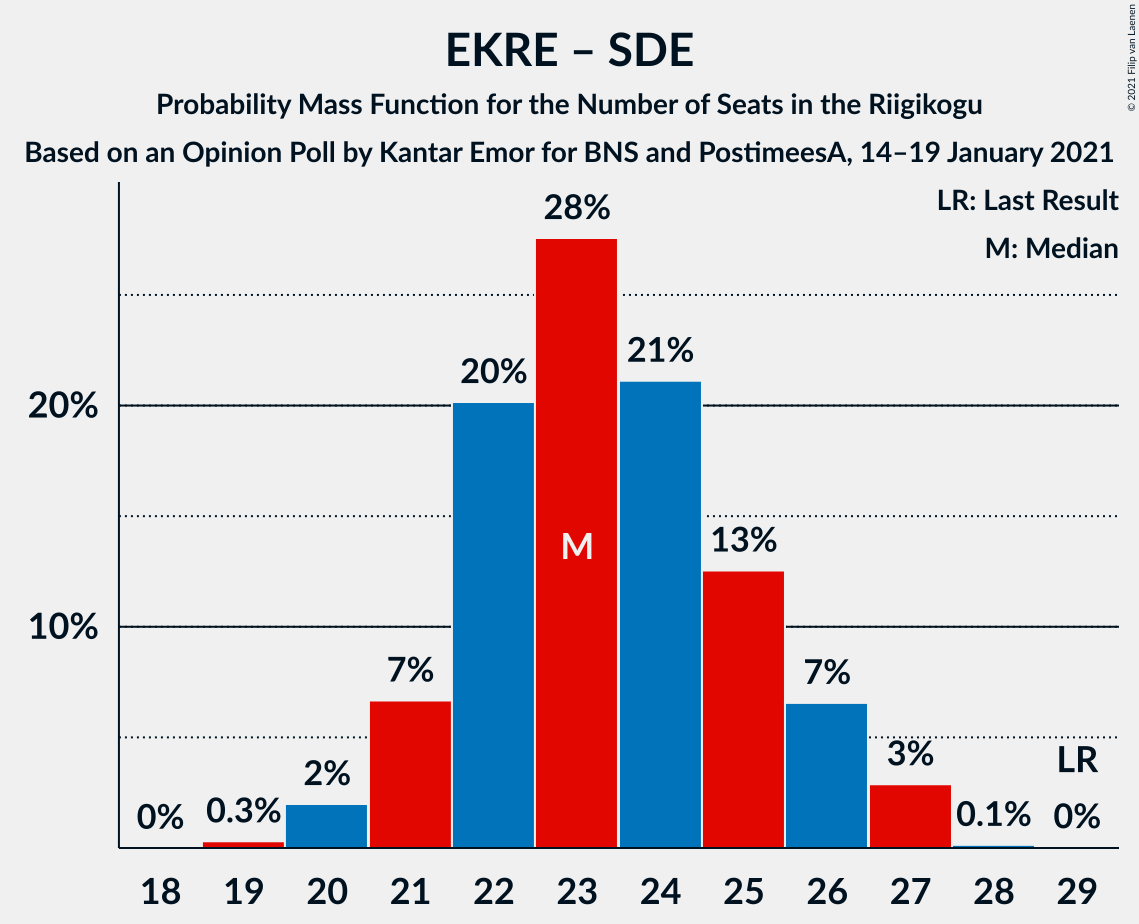 EKRE – SDE
Probability Mass Function for the Number of Seats in the Riigikogu
Based on an Opinion Poll by Kantar Emor for BNS and PostimeesA, 14–19 January 2021
© 2021 Filip van Laenen
LR: Last Result
M: Median
20%
10%
0%
0.3%
2%
7%
20%
28%
21%
13%
7%
3%
0.1%
0%
M
LR
18 19 20 21 22 23 24 25 26 27 28 29